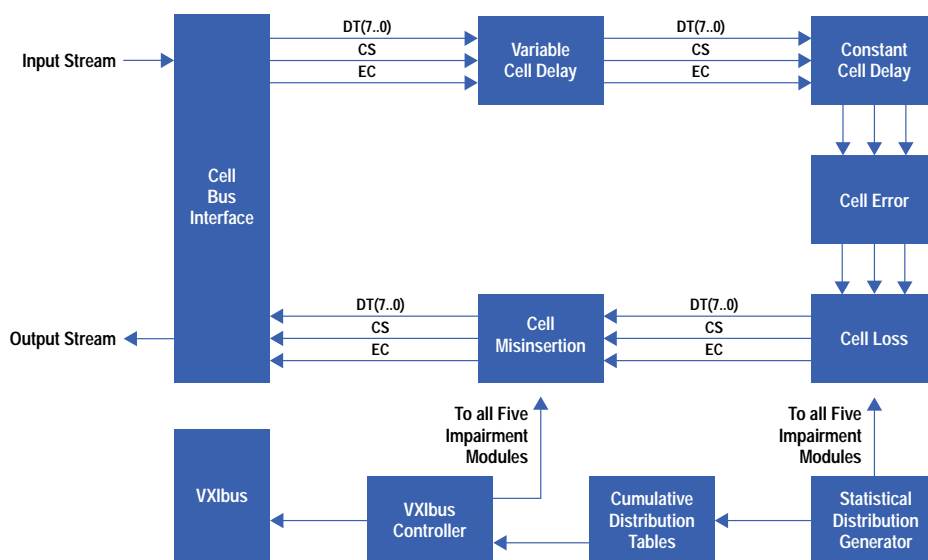 DT(7..0)
CS
EC
DT(7..0)
CS
EC
Input Stream
Variable
Cell Delay
Constant
Cell Delay
Cell
Bus
Interface
Cell Error
DT(7..0)
CS
EC
DT(7..0)
CS
EC
Output Stream
Cell
Misinsertion
Cell Loss
To all Five
Impairment
Modules
To all Five
Impairment
Modules
VXIbus
VXIbus
Controller
Cumulative
Distribution
Tables
Statistical
Distribution
Generator